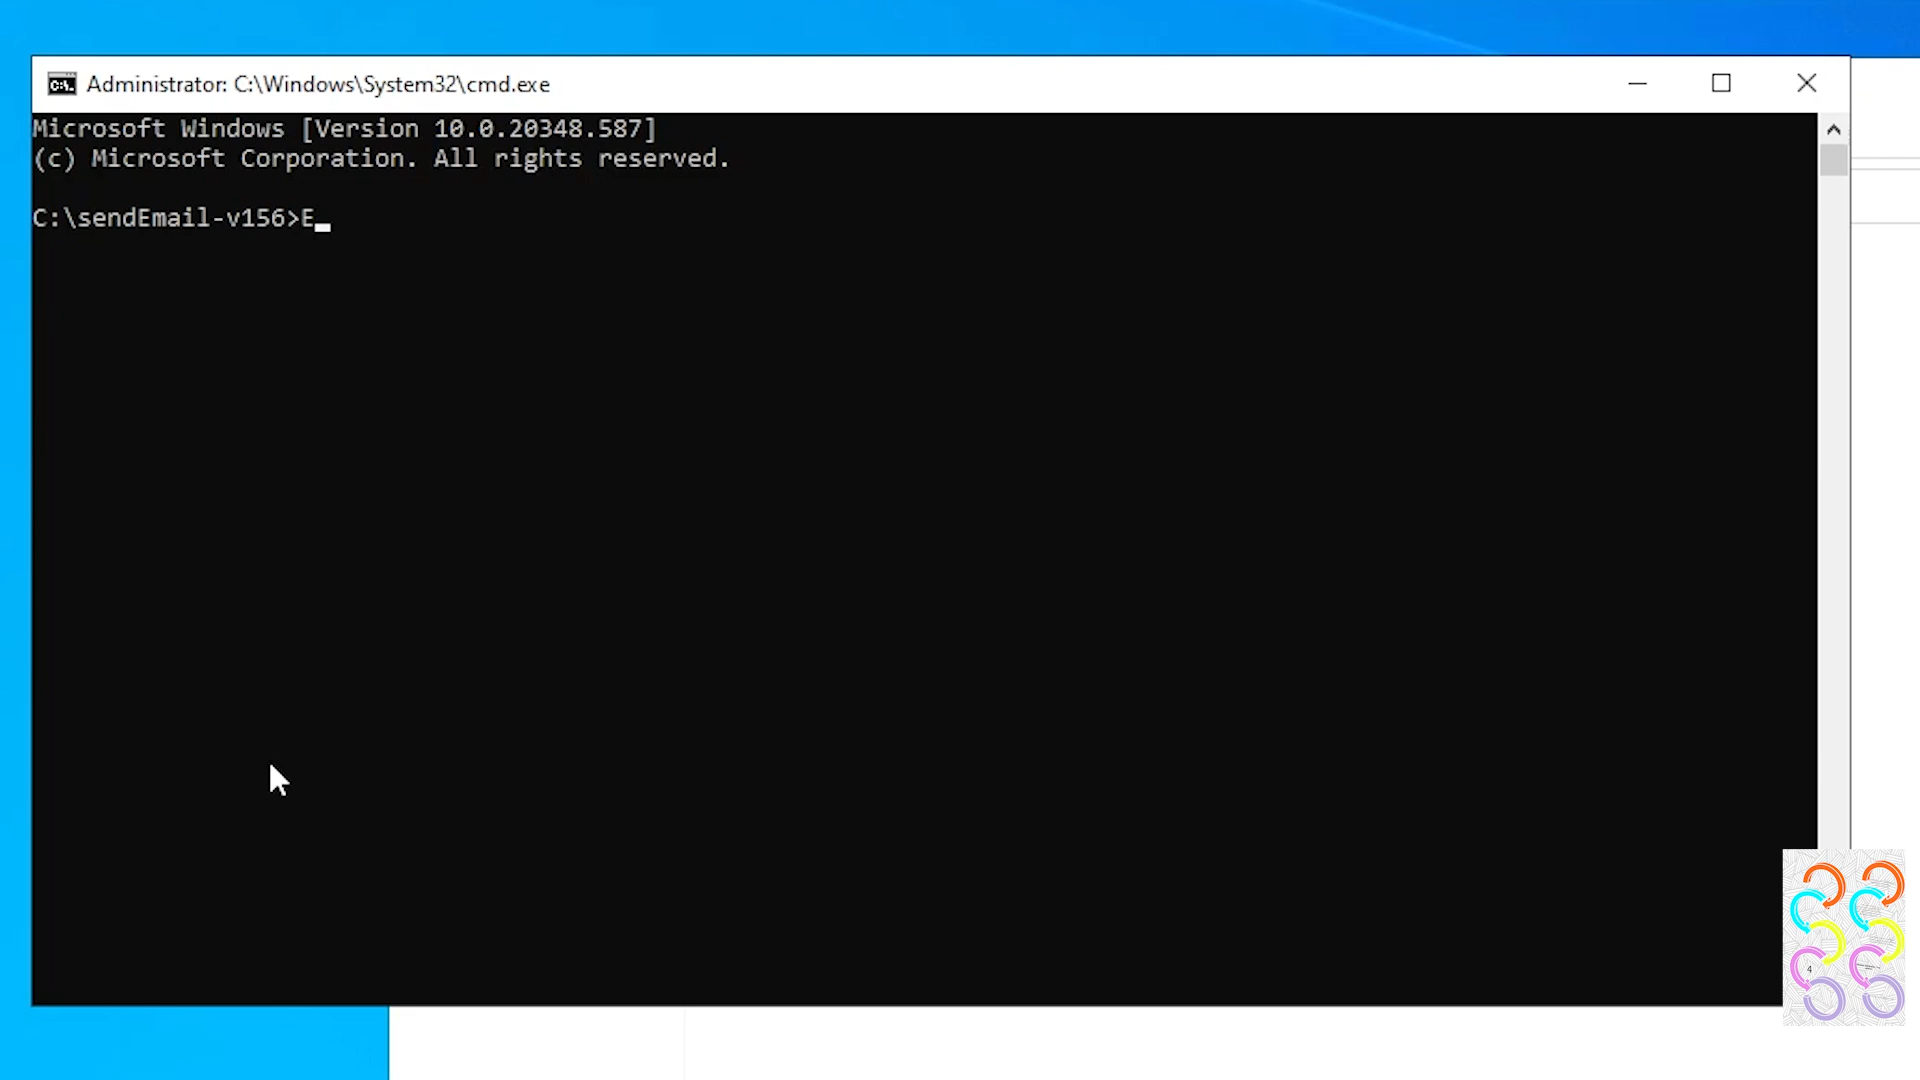 Administrator: C:\Windows\System32\cmd.exe
Microsoft Windows [Version 10.0.20348.587]
(c) Microsoft Corporation. All rights reserved.
C:\sendEmail-v156>E
4